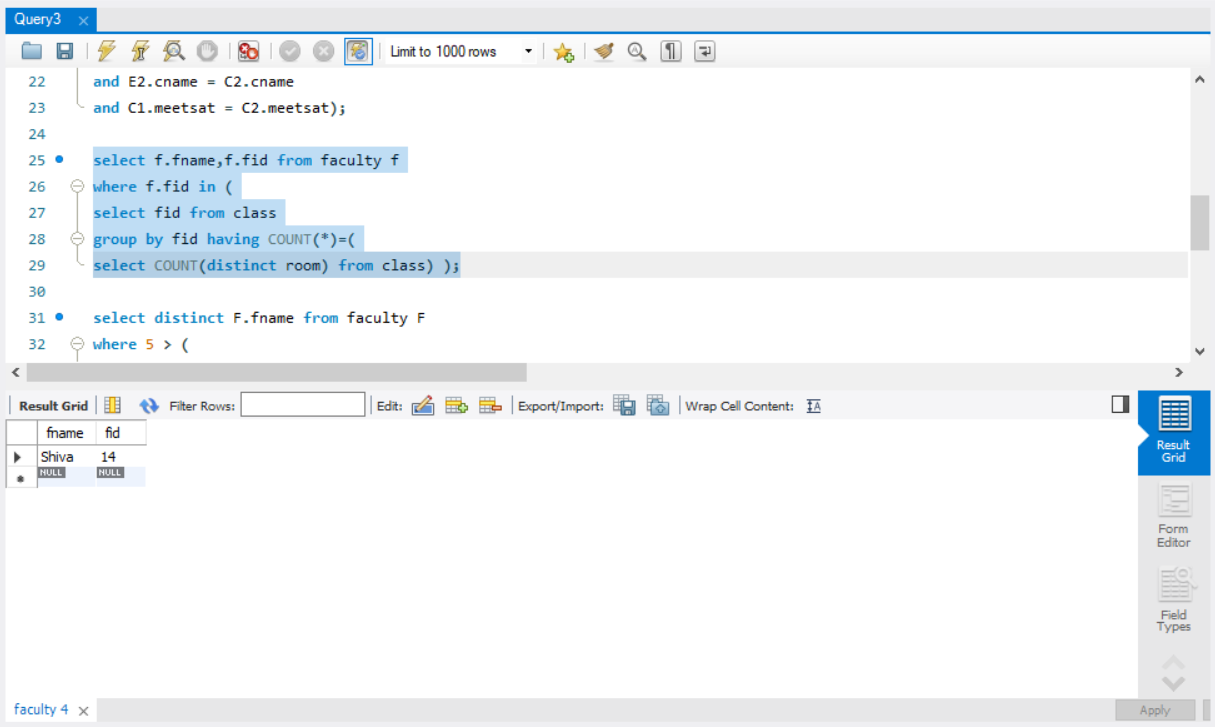 Query3
Limit to 1000 rows
22 and E2.cname = C2.cname
23 and C1.meetsat = C2.meetsat);
24
25 select f.fname,f.fid from faculty f
26 where f.fid in (
27 select fid from class
28 group by fid having COUNT(*)=(
29 select COUNT(distinct room) from class) );
30
31 select distinct F.fname from faculty F
32 where 5 > (
Result Grid Filter Rows: Edit: Export/Import: Wrap Cell Content: IA
fname fid
Shiva 14
NULL NULL
Result
Grid
Form
Editor
Field
Types
faculty 4
Apply